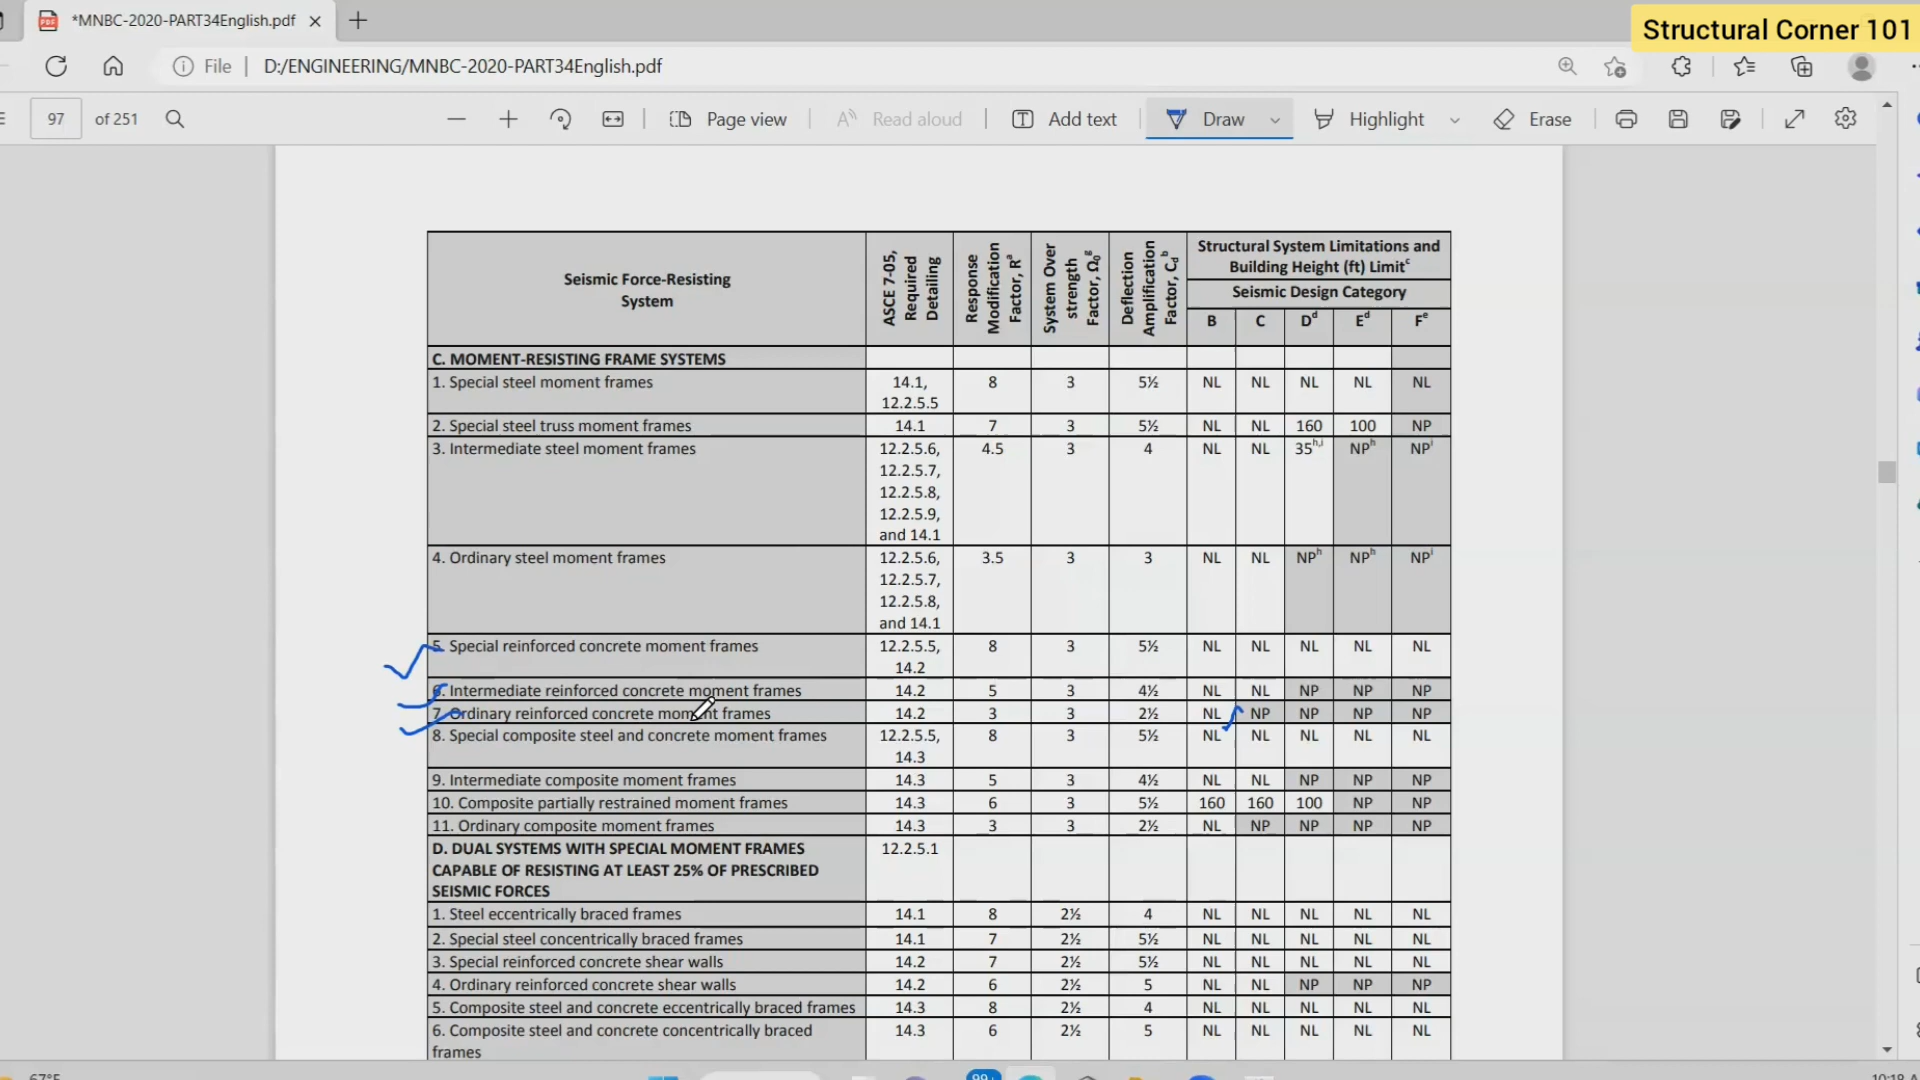 *MNBC-2020-PART34English.pdf
Structural Corner 101
File D:/ENGINEERING/MNBC-2020-PART34English.pdf
97 of 251 Page view Read aloud Add text Draw Highlight Erase
Seismic Force-Resisting System
ASCE 7-05, Required Detailing
Response Modification Factor, Rᵃ
System Over strength Factor, Ω₀ᵍ
Deflection Amplification Factor, C_dᵇ
Structural System Limitations and Building Height (ft) Limitᶜ
Seismic Design Category
B C Dᵈ Eᵈ Fᵉ
C. MOMENT-RESISTING FRAME SYSTEMS
1. Special steel moment frames 14.1, 12.2.5.5 8 3 5½ NL NL NL NL NL
2. Special steel truss moment frames 14.1 7 3 5½ NL NL 160 100 NP
3. Intermediate steel moment frames 12.2.5.6, 12.2.5.7, 12.2.5.8, 12.2.5.9, and 14.1 4.5 3 4 NL NL 35ʰ,ⁱ NPʰ NPⁱ
4. Ordinary steel moment frames 12.2.5.6, 12.2.5.7, 12.2.5.8, and 14.1 3.5 3 3 NL NL NPʰ NPʰ NPⁱ
5. Special reinforced concrete moment frames 12.2.5.5, 14.2 8 3 5½ NL NL NL NL NL
6. Intermediate reinforced concrete moment frames 14.2 5 3 4½ NL NL NP NP NP
7. Ordinary reinforced concrete moment frames 14.2 3 3 2½ NL NP NP NP NP
8. Special composite steel and concrete moment frames 12.2.5.5, 14.3 8 3 5½ NL NL NL NL NL
9. Intermediate composite moment frames 14.3 5 3 4½ NL NL NP NP NP
10. Composite partially restrained moment frames 14.3 6 3 5½ 160 160 100 NP NP
11. Ordinary composite moment frames 14.3 3 3 2½ NL NP NP NP NP
D. DUAL SYSTEMS WITH SPECIAL MOMENT FRAMES CAPABLE OF RESISTING AT LEAST 25% OF PRESCRIBED SEISMIC FORCES 12.2.5.1
1. Steel eccentrically braced frames 14.1 8 2½ 4 NL NL NL NL NL
2. Special steel concentrically braced frames 14.1 7 2½ 5½ NL NL NL NL NL
3. Special reinforced concrete shear walls 14.2 7 2½ 5½ NL NL NL NL NL
4. Ordinary reinforced concrete shear walls 14.2 6 2½ 5 NL NL NP NP NP
5. Composite steel and concrete eccentrically braced frames 14.3 8 2½ 4 NL NL NL NL NL
6. Composite steel and concrete concentrically braced frames 14.3 6 2½ 5 NL NL NL NL NL
67°F
99+